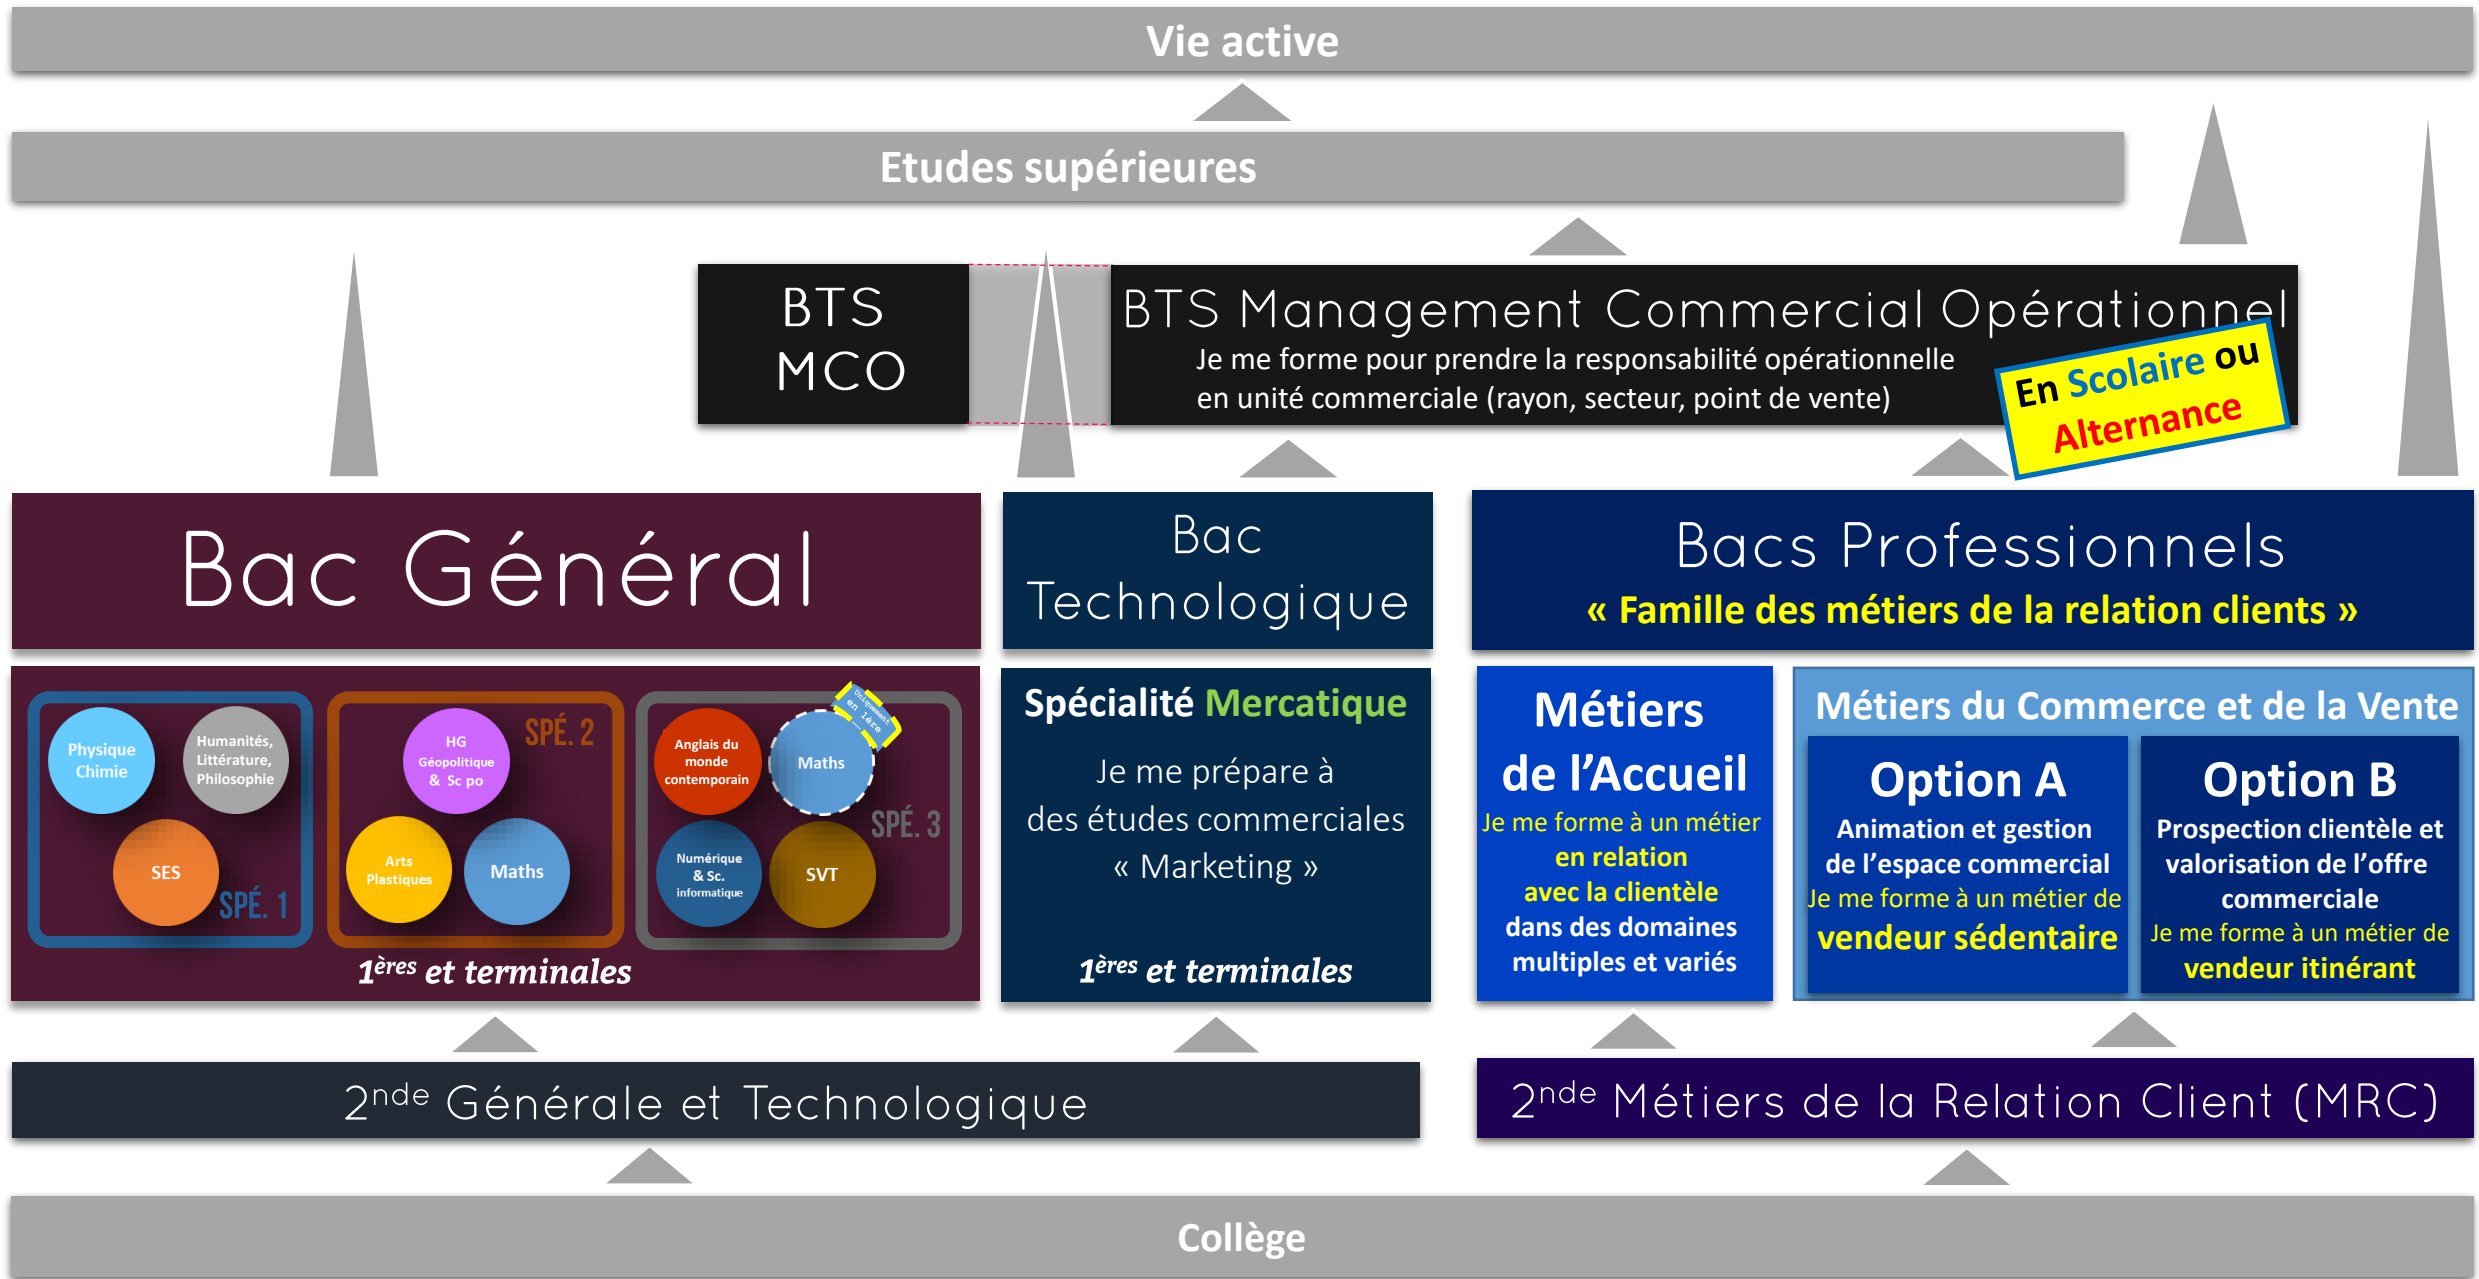 Vie active
Etudes supérieures
BTS
MCO
BTS Management Commercial Opérationnel
Je me forme pour prendre la responsabilité opérationnelle
en unité commerciale (rayon, secteur, point de vente)
En Scolaire ou
Alternance
Bac Général
Bac
Technologique
Bacs Professionnels
« Famille des métiers de la relation clients »
Physique
Chimie
Humanités,
Littérature,
Philosophie
SES
SPÉ. 1
HG
Géopolitique
& Sc po
SPÉ. 2
Arts
Plastiques
Maths
Anglais du
monde
contemporain
Maths
Uniquement
en 1ère
SPÉ. 3
Numérique
& Sc.
informatique
SVT
1ères et terminales
Spécialité Mercatique
Je me prépare à
des études commerciales
« Marketing »
1ères et terminales
Métiers
de l'Accueil
Je me forme à un métier
en relation
avec la clientèle
dans des domaines
multiples et variés
Métiers du Commerce et de la Vente
Option A
Animation et gestion
de l'espace commercial
Je me forme à un métier de
vendeur sédentaire
Option B
Prospection clientèle et
valorisation de l'offre
commerciale
Je me forme à un métier de
vendeur itinérant
2nde Générale et Technologique
2nde Métiers de la Relation Client (MRC)
Collège